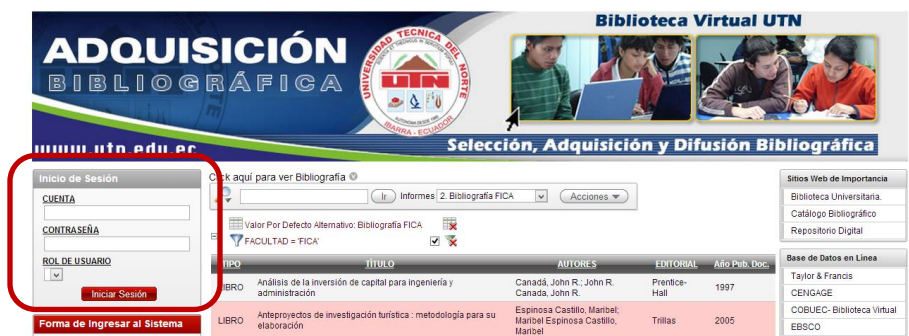 Biblioteca Virtual UTN
ADQUISICIÓN
BIBLIOGRÁFICA
UNIVERSIDAD TECNICA DEL NORTE
UTN
IBARRA - ECUADOR
www.utn.edu.ec
Selección, Adquisición y Difusión Bibliográfica
Inicio de Sesión
CUENTA
CONTRASEÑA
ROL DE USUARIO
Iniciar Sesión
Forma de Ingresar al Sistema
Click aquí para ver Bibliografía
Ir Informes 2. Bibliografía FICA Acciones
Valor Por Defecto Alternativo: Bibliografía FICA
FACULTAD = 'FICA'
TIPO TÍTULO AUTORES EDITORIAL Año Pub. Doc.
LIBRO Análisis de la inversión de capital para ingeniería y administración Canadá, John R.; John R. Canada, John R. Prentice-Hall 1997
LIBRO Anteproyectos de investigación turística : metodología para su elaboración Espinosa Castillo, Maribel; Maribel Espinosa Castillo, Maribel Trillas 2005
Sitios Web de Importancia
Biblioteca Universitaria.
Catálogo Bibliográfico
Repositorio Digital
Base de Datos en Linea
Taylor & Francis
CENGAGE
COBUEC- Biblioteca Virtual
EBSCO